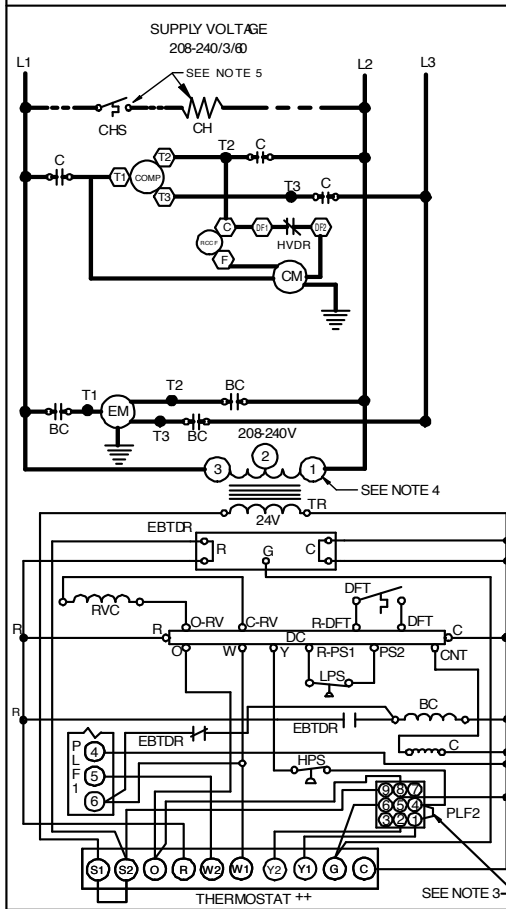 SUPPLY VOLTAGE
208-240/3/60
L1
L2
L3
SEE NOTE 5
CHS
CH
C
T1
COMP
T2
T2
C
T3
T3
C
C
DF1
HVDR
DF2
RCCF
F
CM
T1
EM
T2
BC
BC
T3
BC
208-240V
3
2
1
SEE NOTE 4
TR
24V
EBTDR
R
G
C
RVC
O-RV
C-RV
R-DFT
DFT
DFT
R
R
DC
C
O
W
Y
R-PS1
PS2
CNT
LPS
R
BC
EBTDR
EBTDR
C
P
L
F
1
4
5
6
HPS
9 8 7
6 5 4
3 2 1
PLF2
S1 S2 O R W2 W1 Y2 Y1 G C
THERMOSTAT ++
SEE NOTE 3